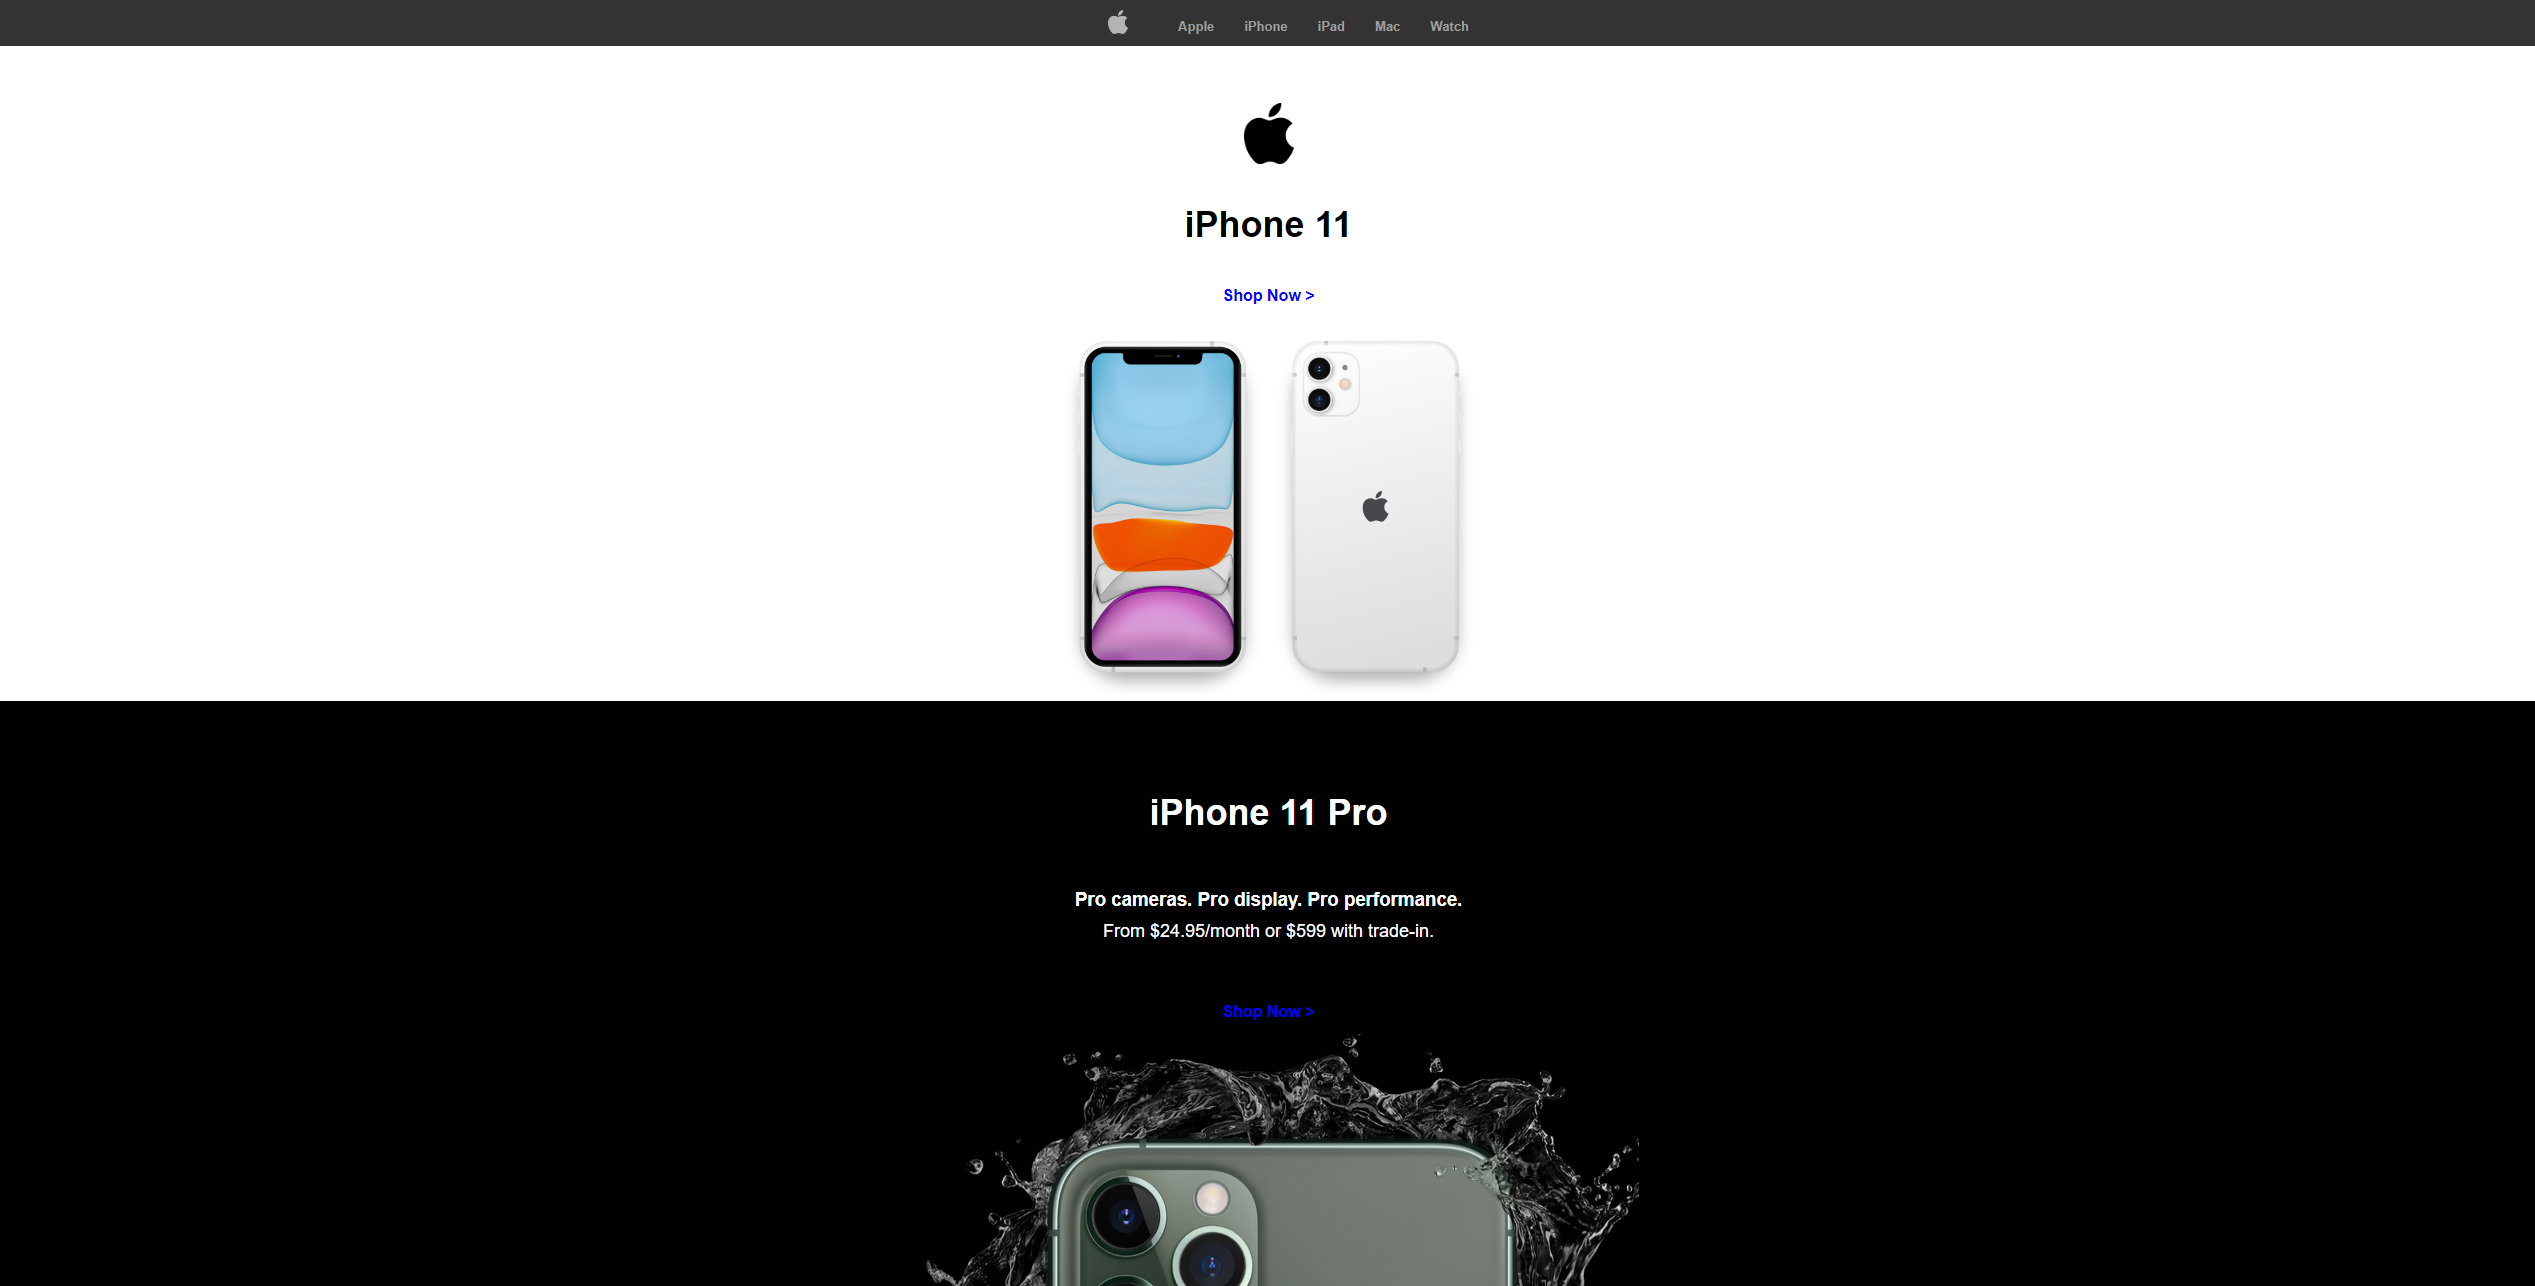 Apple iPhone iPad Mac Watch
iPhone 11
Shop Now >
iPhone 11 Pro
Pro cameras. Pro display. Pro performance.
From $24.95/month or $599 with trade-in.
Shop Now >